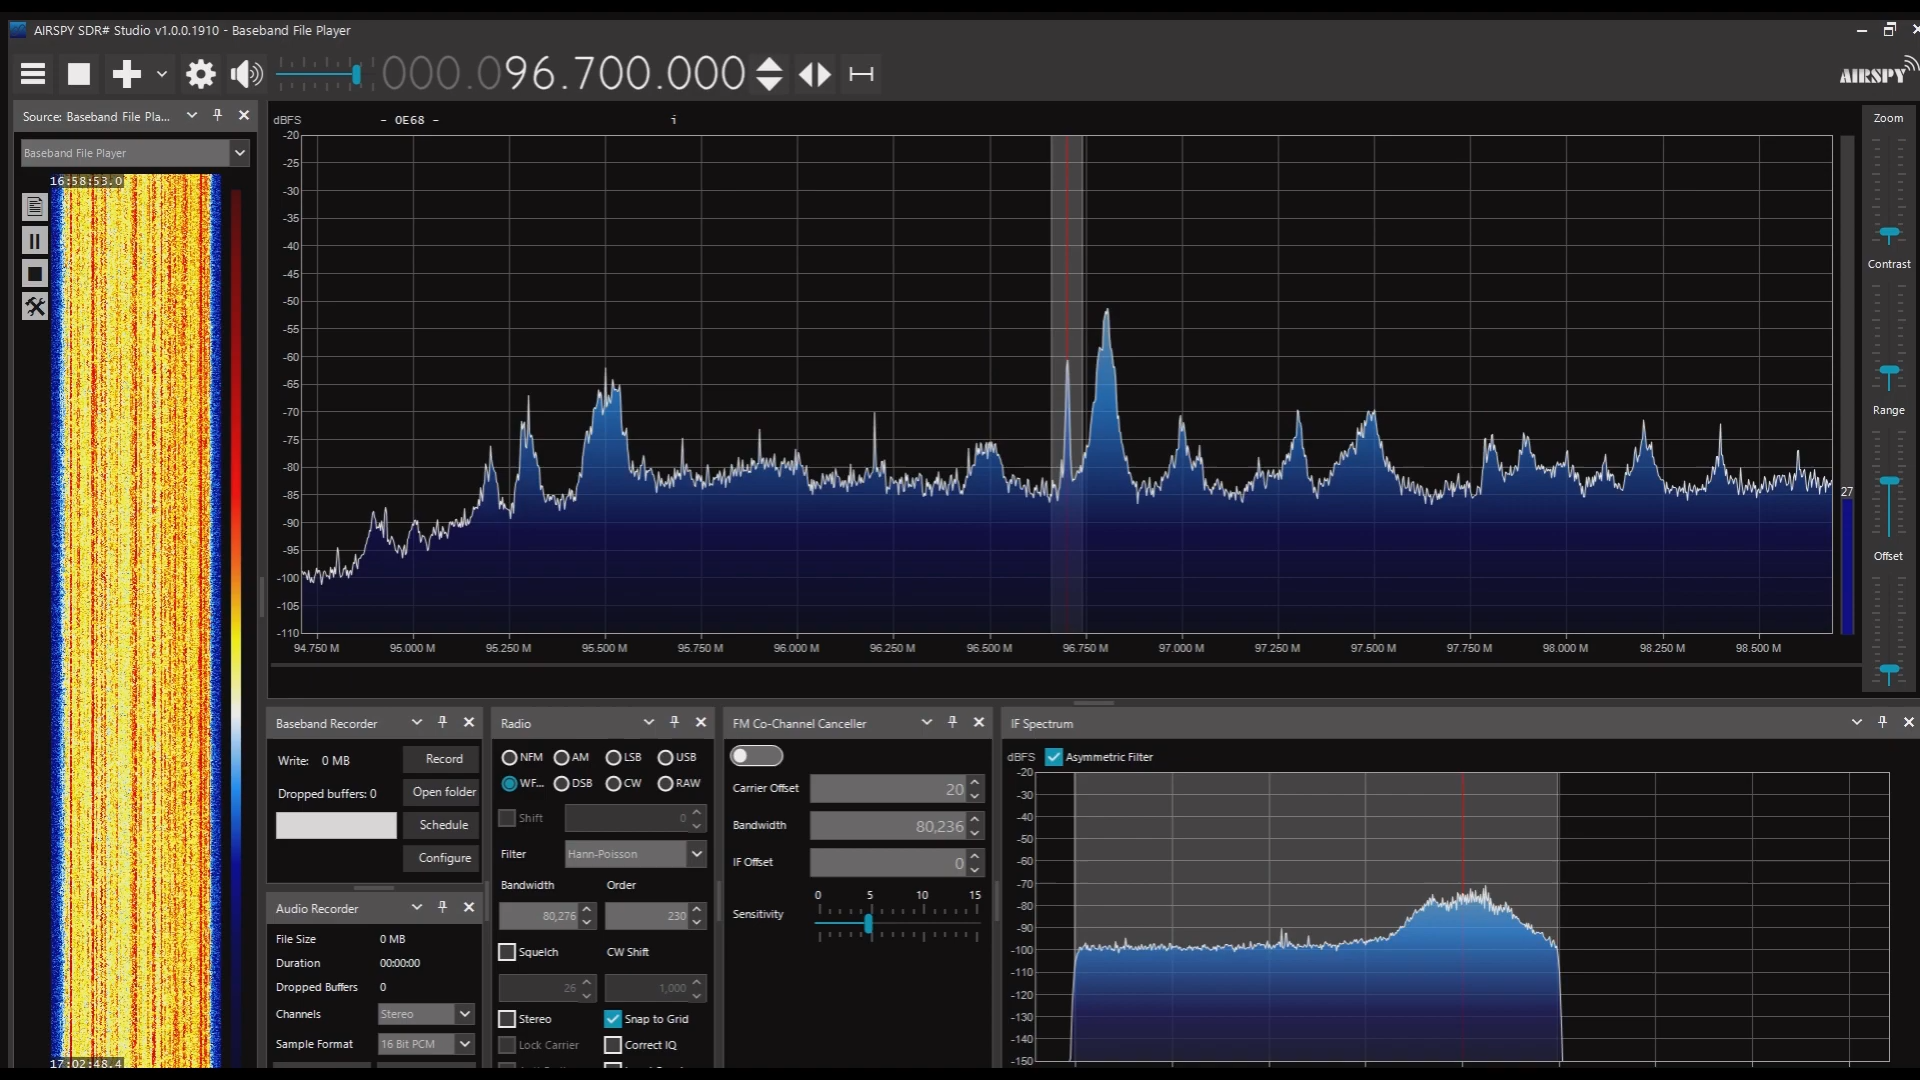 AIRSPY SDR# Studio v1.0.0.1910 - Baseband File Player
000.096.700.000
AIRSPY
Source: Baseband File Pla...
Baseband File Player
16:58:53.0
17:02:48.4
dBFS - OE68 - i
-20
-25
-30
-35
-40
-45
-50
-55
-60
-65
-70
-75
-80
-85
-90
-95
-100
-105
-110
94.750 M 95.000 M 95.250 M 95.500 M 95.750 M 96.000 M 96.250 M 96.500 M 96.750 M 97.000 M 97.250 M 97.500 M 97.750 M 98.000 M 98.250 M 98.500 M
27
Zoom
Contrast
Range
Offset
Baseband Recorder
Write: 0 MB Record
Dropped buffers: 0 Open folder
Schedule
Configure
Audio Recorder
File Size 0 MB
Duration 00:00:00
Dropped Buffers 0
Channels Stereo
Sample Format 16 Bit PCM
Radio
NFM AM LSB USB
WF... DSB CW RAW
Shift 0
Filter Hann-Poisson
Bandwidth Order
80,276 230
Squelch CW Shift
26 1,000
Stereo Snap to Grid
Lock Carrier Correct IQ
FM Co-Channel Canceller
Carrier Offset 20
Bandwidth 80,236
IF Offset 0
0 5 10 15
Sensitivity
IF Spectrum
dBFS Asymmetric Filter
-20
-30
-40
-50
-60
-70
-80
-90
-100
-110
-120
-130
-140
-150